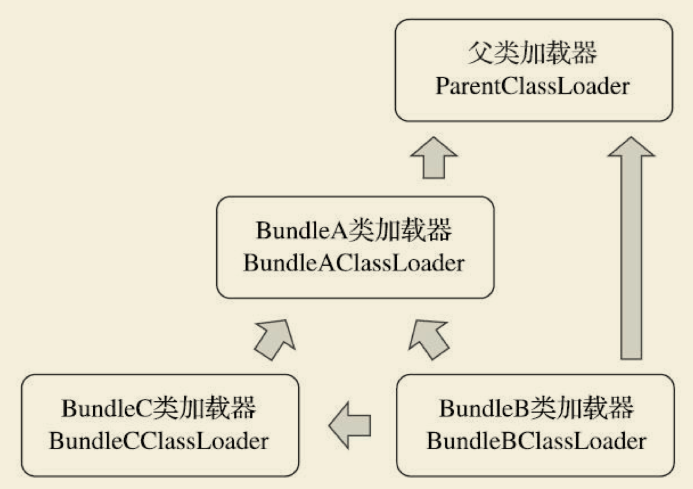 父类加载器
ParentClassLoader
BundleA类加载器
BundleAClassLoader
BundleC类加载器
BundleCClassLoader
BundleB类加载器
BundleBClassLoader